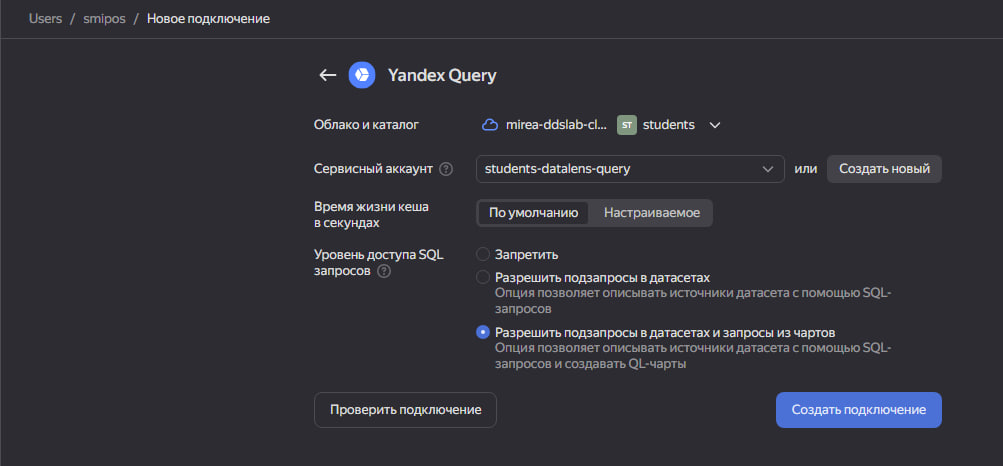 Users / smipos / Новое подключение
Yandex Query
Облако и каталог mirea-ddslab-cl... ST students
Сервисный аккаунт ? students-datalens-query или Создать новый
Время жизни кеша
в секундах
По умолчанию Настраиваемое
Уровень доступа SQL
запросов ?
Запретить
Разрешить подзапросы в датасетах
Опция позволяет описывать источники датасета с помощью SQL-
запросов
Разрешить подзапросы в датасетах и запросы из чартов
Опция позволяет описывать источники датасета с помощью SQL-
запросов и создавать QL-чарты
Проверить подключение Создать подключение